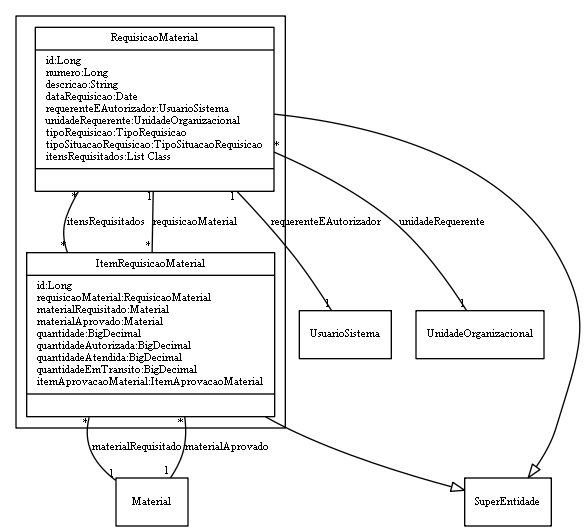 RequisicaoMaterial
id:Long
numero:Long
descricao:String
dataRequisicao:Date
requerenteEAutorizador:UsuarioSistema
unidadeRequerente:UnidadeOrganizacional
tipoRequisicao:TipoRequisicao
tipoSituacaoRequisicao:TipoSituacaoRequisicao
itensRequisitados:List Class
*
* 1 1
itensRequisitados requisicaoMaterial requerenteEAutorizador unidadeRequerente
* *
ItemRequisicaoMaterial
id:Long
requisicaoMaterial:RequisicaoMaterial
materialRequisitado:Material
materialAprovado:Material
quantidade:BigDecimal
quantidadeAutorizada:BigDecimal
quantidadeAtendida:BigDecimal
quantidadeEmTransito:BigDecimal
itemAprovacaoMaterial:ItemAprovacaoMaterial
1 1
UsuarioSistema UnidadeOrganizacional
* *
materialRequisitado materialAprovado
1 1
Material SuperEntidade